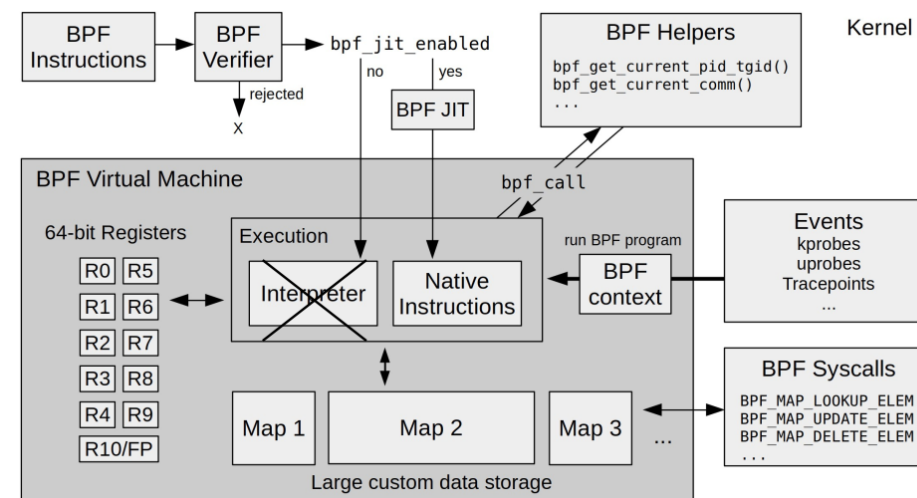 BPF
Instructions
BPF
Verifier
rejected
X
bpf_jit_enabled
no
yes
BPF JIT
BPF Helpers
bpf_get_current_pid_tgid()
bpf_get_current_comm()
...
Kernel
BPF Virtual Machine
bpf_call
64-bit Registers
R0 R5
R1 R6
R2 R7
R3 R8
R4 R9
R10/FP
Execution
Interpreter
Native
Instructions
run BPF program
BPF
context
Events
kprobes
uprobes
Tracepoints
...
Map 1
Map 2
Map 3
...
Large custom data storage
BPF Syscalls
BPF_MAP_LOOKUP_ELEM
BPF_MAP_UPDATE_ELEM
BPF_MAP_DELETE_ELEM
...